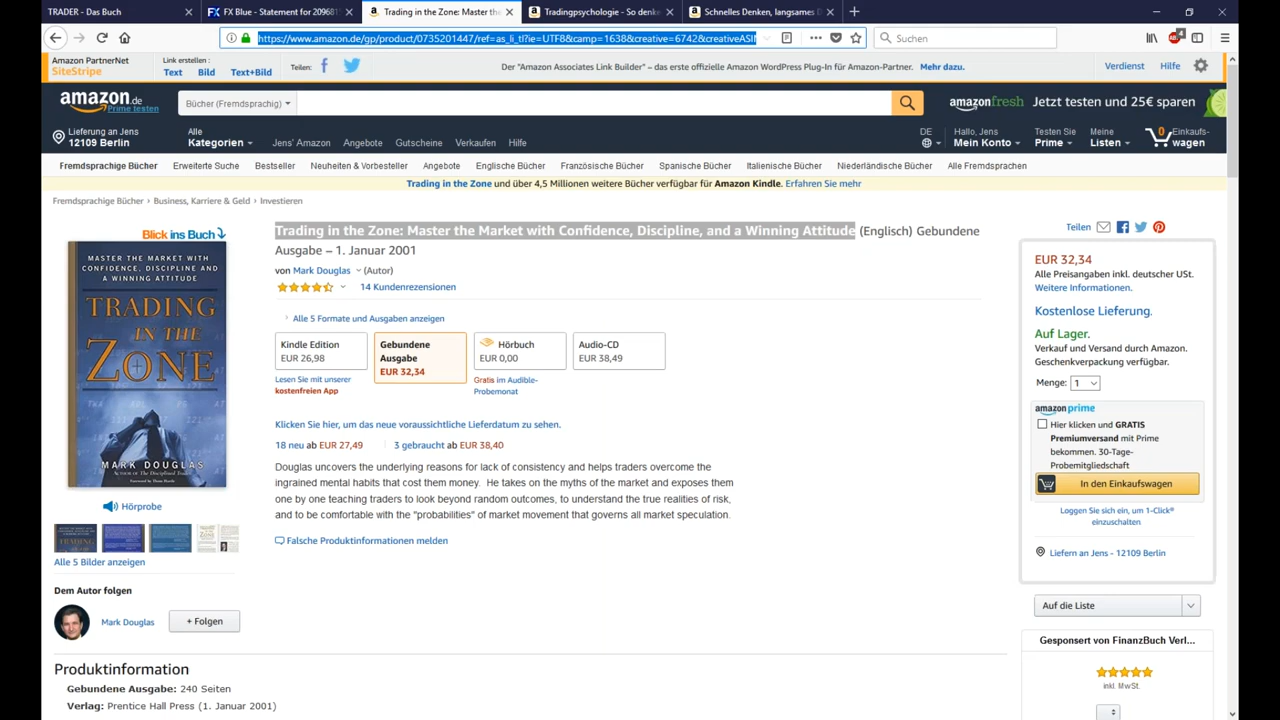 TRADER - Das Buch
FX Blue - Statement for 209681
Trading in the Zone: Master the
Tradingpsychologie - So denke
Schnelles Denken, langsames D
https://www.amazon.de/gp/product/0735201447/ref=as_li_tl?ie=UTF8&camp=1638&creative=6742&creativeASIN
Suchen
4
Amazon PartnerNet
SiteStripe
Link erstellen :
Text Bild Text+Bild
Teilen:
Der "Amazon Associates Link Builder" – das erste offizielle Amazon WordPress Plug-In für Amazon-Partner. Mehr dazu.
Verdienst Hilfe
amazon.de
Prime testen
Bücher (Fremdsprachig)
amazonfresh Jetzt testen und 25€ sparen
Lieferung an Jens
12109 Berlin
Alle
Kategorien
Jens' Amazon Angebote Gutscheine Verkaufen Hilfe
DE
Hallo, Jens
Mein Konto
Testen Sie
Prime
Meine
Listen
0
Einkaufs-
wagen
Fremdsprachige Bücher Erweiterte Suche Bestseller Neuheiten & Vorbesteller Angebote Englische Bücher Französische Bücher Spanische Bücher Italienische Bücher Niederländische Bücher Alle Fremdsprachen
Trading in the Zone und über 4,5 Millionen weitere Bücher verfügbar für Amazon Kindle. Erfahren Sie mehr
Fremdsprachige Bücher › Business, Karriere & Geld › Investieren
Blick ins Buch
MASTER THE MARKET WITH
CONFIDENCE, DISCIPLINE AND
A WINNING ATTITUDE
TRADING
IN THE
ZONE
MARK DOUGLAS
Hörprobe
Alle 5 Bilder anzeigen
Dem Autor folgen
Mark Douglas
+ Folgen
Trading in the Zone: Master the Market with Confidence, Discipline, and a Winning Attitude (Englisch) Gebundene
Ausgabe – 1. Januar 2001
von Mark Douglas (Autor)
14 Kundenrezensionen
Alle 5 Formate und Ausgaben anzeigen
Kindle Edition
EUR 26,98
Gebundene
Ausgabe
EUR 32,34
Hörbuch
EUR 0,00
Audio-CD
EUR 38,49
Lesen Sie mit unserer
kostenfreien App
Gratis im Audible-
Probemonat
Klicken Sie hier, um das neue voraussichtliche Lieferdatum zu sehen.
18 neu ab EUR 27,49 3 gebraucht ab EUR 38,40
Douglas uncovers the underlying reasons for lack of consistency and helps traders overcome the
ingrained mental habits that cost them money. He takes on the myths of the market and exposes them
one by one teaching traders to look beyond random outcomes, to understand the true realities of risk,
and to be comfortable with the "probabilities" of market movement that governs all market speculation.
Falsche Produktinformationen melden
Teilen
EUR 32,34
Alle Preisangaben inkl. deutscher USt.
Weitere Informationen.
Kostenlose Lieferung.
Auf Lager.
Verkauf und Versand durch Amazon.
Geschenkverpackung verfügbar.
Menge: 1
amazon prime
Hier klicken und GRATIS
Premiumversand mit Prime
bekommen. 30-Tage-
Probemitgliedschaft
In den Einkaufswagen
Loggen Sie sich ein, um 1-Click®
einzuschalten
Liefern an Jens - 12109 Berlin
Auf die Liste
Gesponsert von FinanzBuch Verl...
inkl. MwSt
Produktinformation
Gebundene Ausgabe: 240 Seiten
Verlag: Prentice Hall Press (1. Januar 2001)